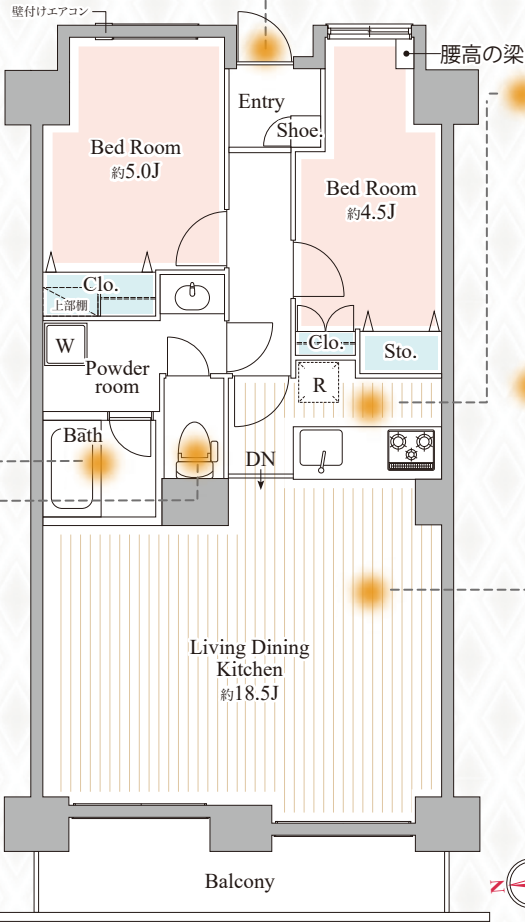 壁付けエアコン
腰高の梁
Entry
Shoe.
Bed Room
約5.0J
Bed Room
約4.5J
Clo.
上部棚
W
Powder
room
Clo.
Sto.
R
Bath
DN
Living Dining
Kitchen
約18.5J
Balcony
N